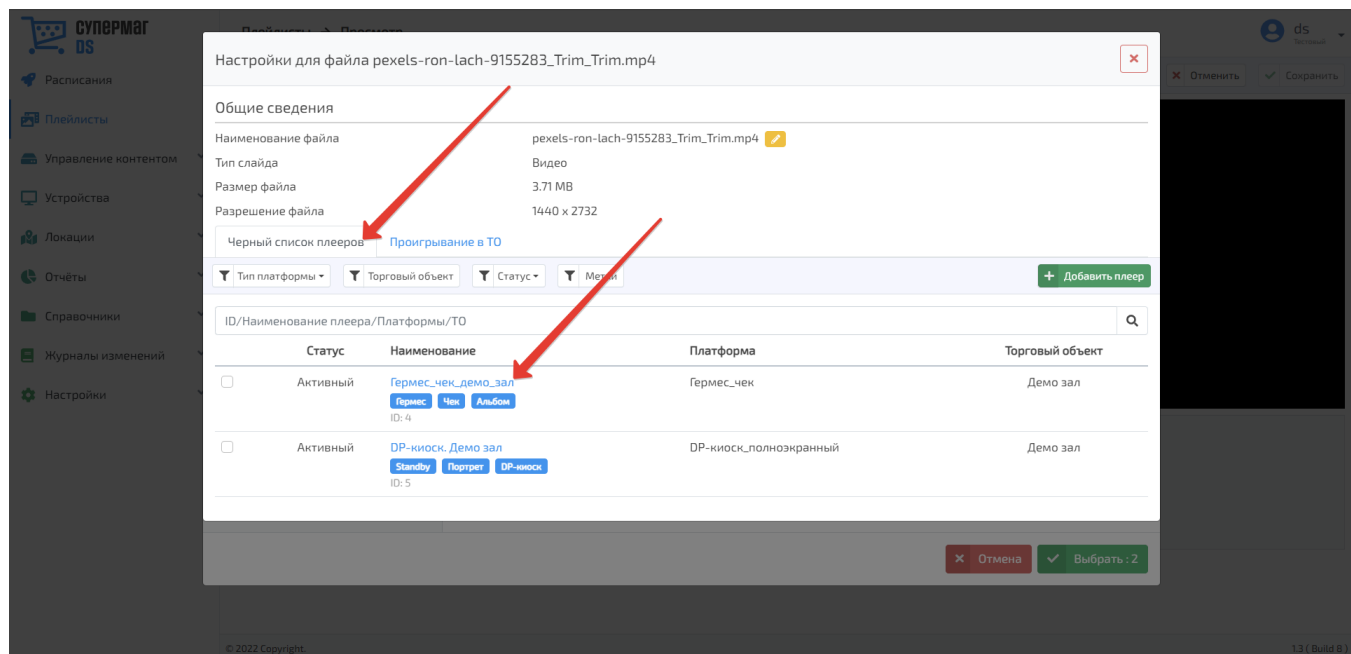 СУПЕРМАГ
DS
Плейлисты → Просмотр
ds
Тестовый
Расписания
Плейлисты
Управление контентом
Устройства
Локации
Отчёты
Справочники
Журналы изменений
Настройки
Отменить
Сохранить
Настройки для файла pexels-ron-lach-9155283_Trim_Trim.mp4
Общие сведения
Наименование файла pexels-ron-lach-9155283_Trim_Trim.mp4
Тип слайда Видео
Размер файла 3.71 MB
Разрешение файла 1440 x 2732
Черный список плееров Проигрывание в ТО
Тип платформы Торговый объект Статус Метки
Добавить плеер
ID/Наименование плеера/Платформы/ТО
Статус Наименование Платформа Торговый объект
Активный Гермес_чек_демо_зал Гермес_чек Демо зал
Гермес Чек Альбом
ID: 4
Активный DP-киоск. Демо зал DP-киоск_полноэкранный Демо зал
Standby Портрет DP-киоск
ID: 5
Отмена Выбрать : 2
© 2022 Copyright. 1.3 ( Build 8 )